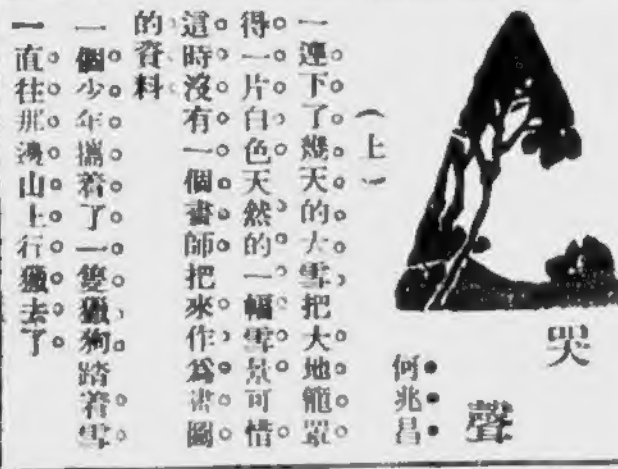 哭聲
何兆昌
(上)
一連下了幾天的大雪把大地籠罩
得一片白色天然的一幅雪景可惜
這時沒有一個畫師把來作爲畫圖
的資料
一個少年攜着了一隻獵狗踏着雪
一直往那邊山上行獵去了